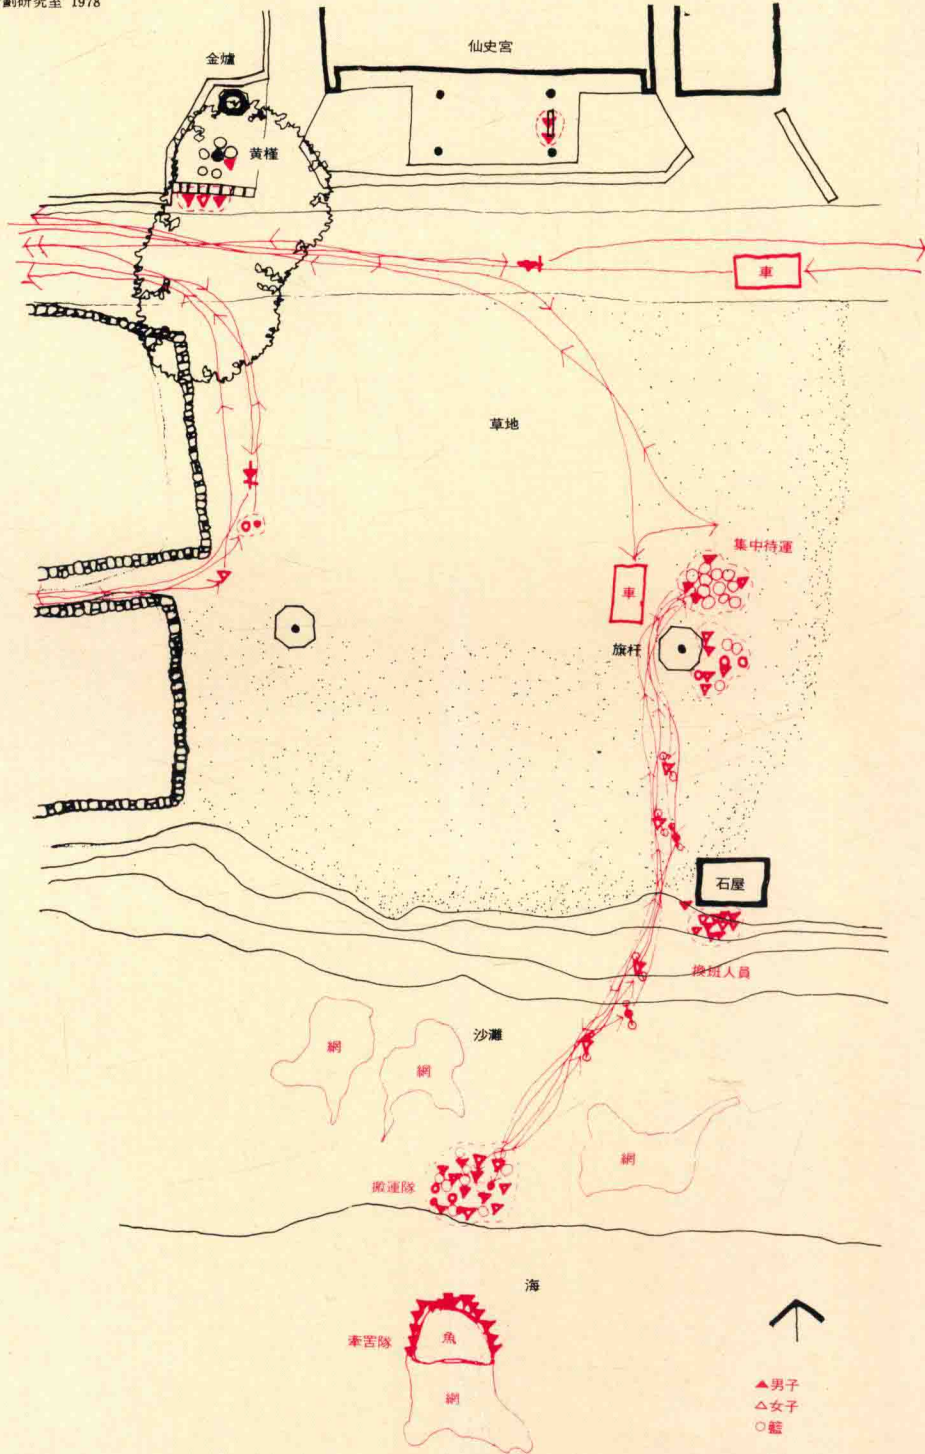 劃研究室 1978
仙史宮
金爐
黄槿
車
草地
集中待運
車
旗杆
石屋
換班人員
沙灘
網
網
網
搬運隊
海
牽罟隊
魚
網
▲男子
△女子
○籃